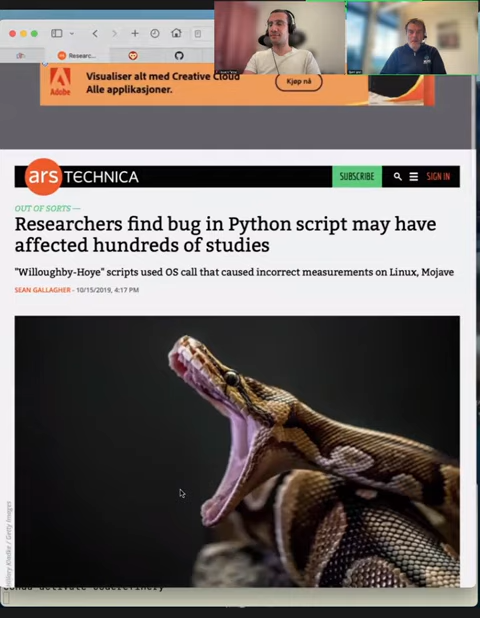 Researc...
Adobe
Visualiser alt med Creative Cloud
Alle applikasjoner.
Kjøp nå
ars TECHNICA
SUBSCRIBE
SIGN IN
OUT OF SORTS —
Researchers find bug in Python script may have
affected hundreds of studies
"Willoughby-Hoye" scripts used OS call that caused incorrect measurements on Linux, Mojave
SEAN GALLAGHER - 10/15/2019, 4:17 PM
/ Getty Images